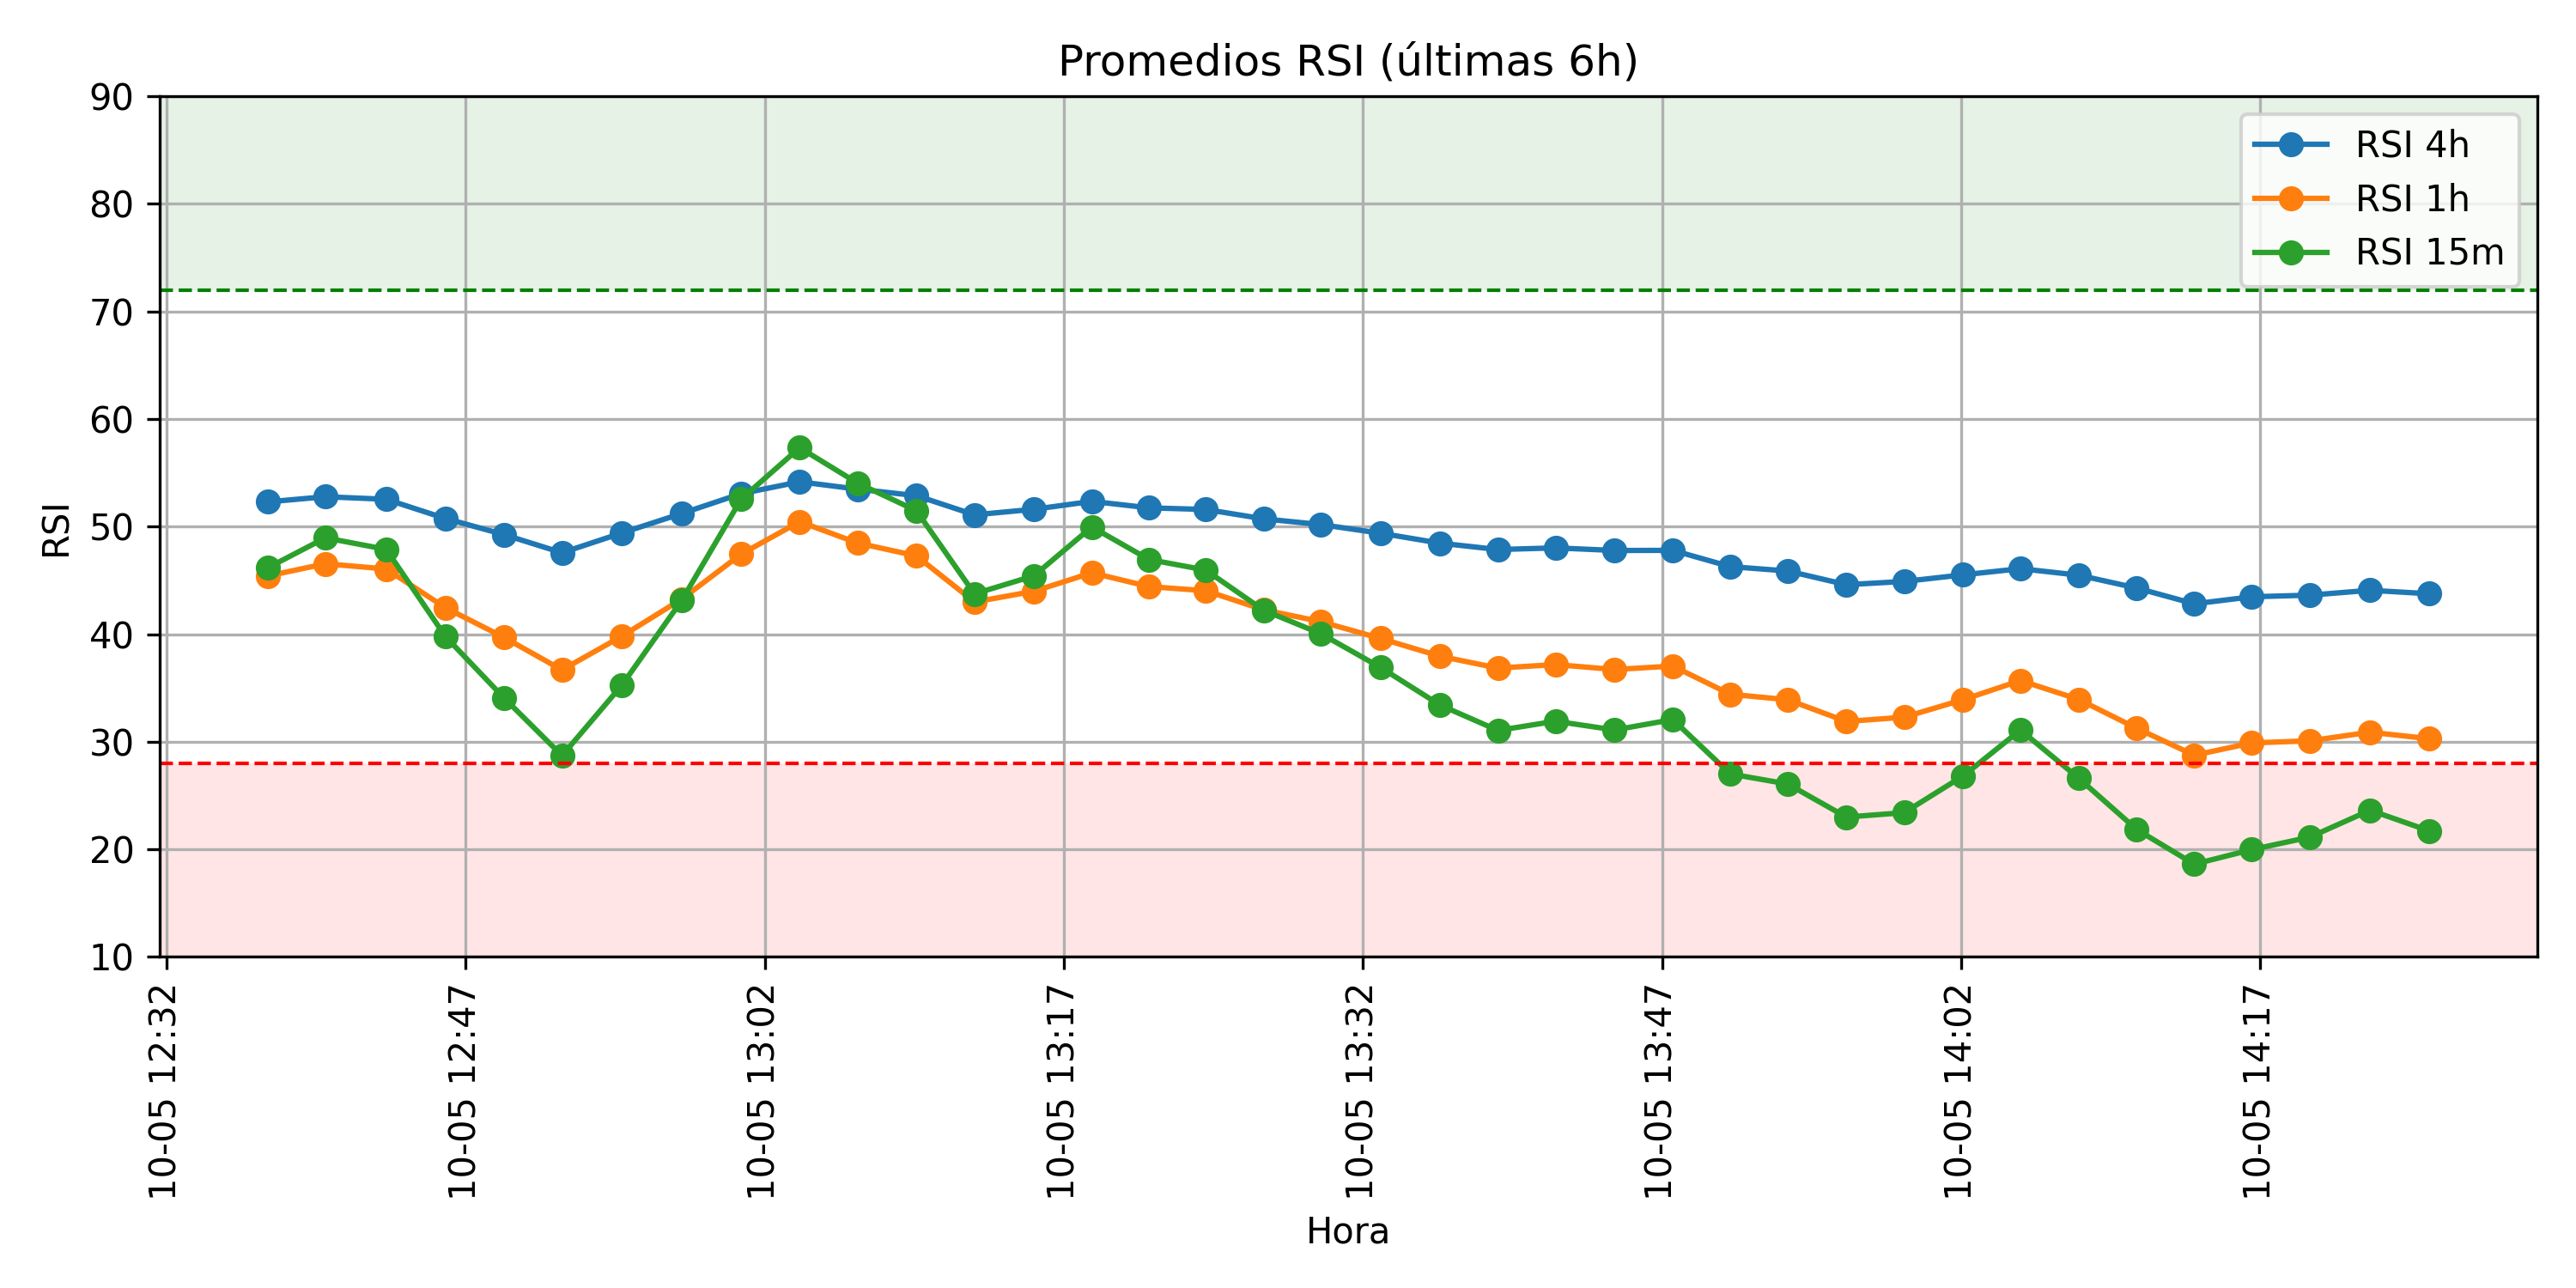 Promedios RSI (últimas 6h)
RSI 4h
RSI 1h
RSI 15m
RSI
90
80
70
60
50
40
30
20
10
10-05 12:32
10-05 12:47
10-05 13:02
10-05 13:17
10-05 13:32
10-05 13:47
10-05 14:02
10-05 14:17
Hora